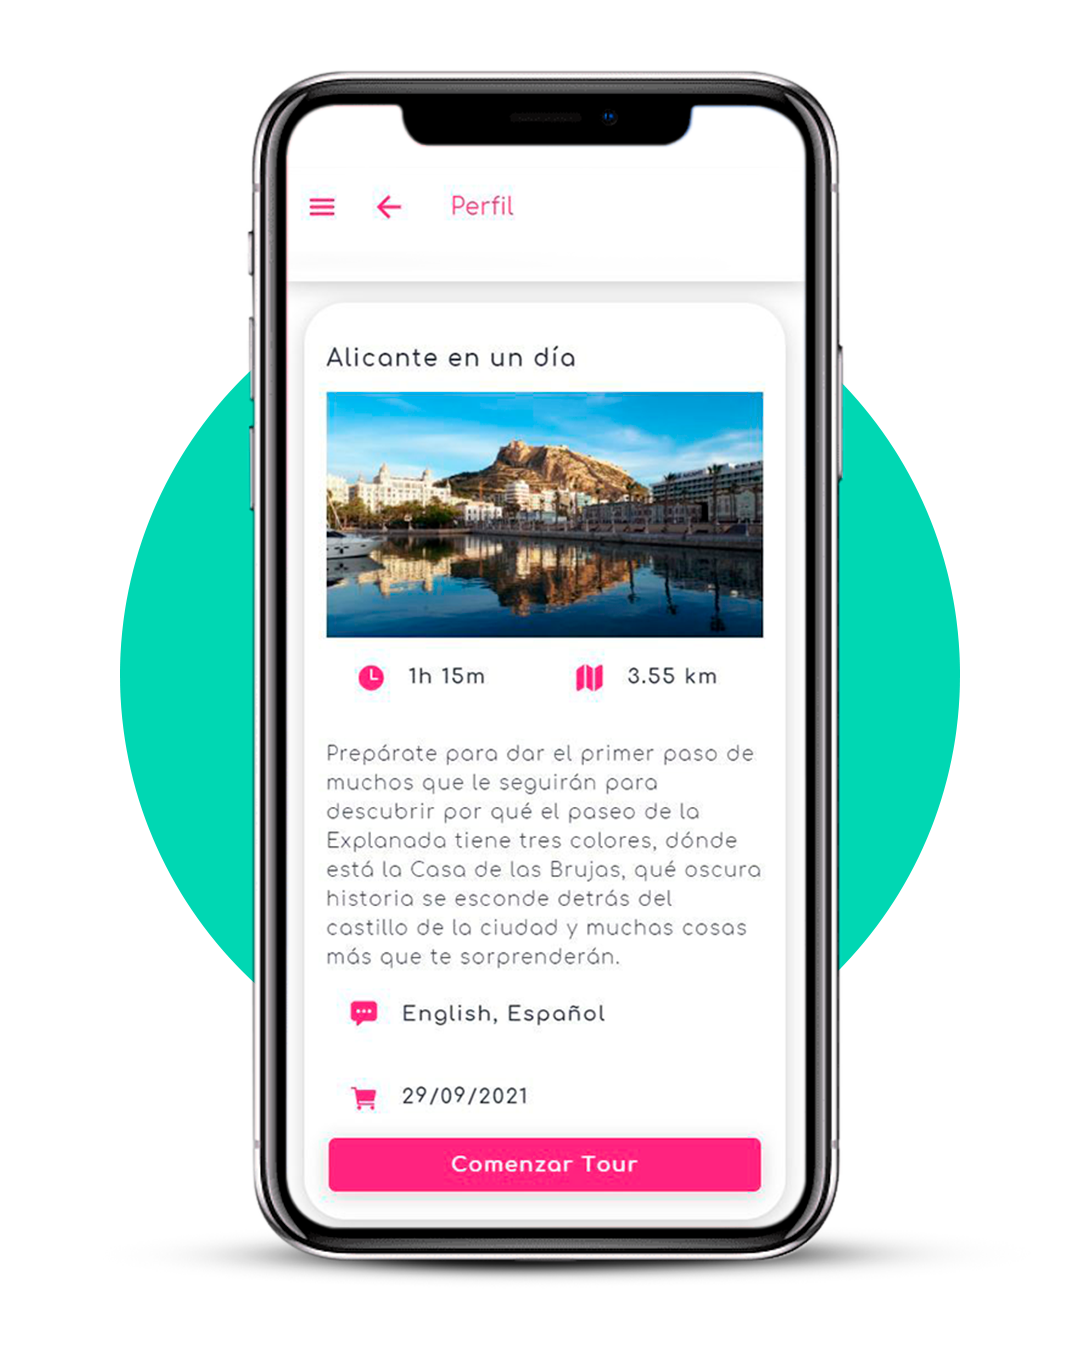 Perfil
Alicante en un día
1h 15m
3.55 km
Prepárate para dar el primer paso de
muchos que le seguirán para
descubrir por qué el paseo de la
Explanada tiene tres colores, dónde
está la Casa de las Brujas, qué oscura
historia se esconde detrás del
castillo de la ciudad y muchas cosas
más que te sorprenderán.
English, Español
29/09/2021
Comenzar Tour